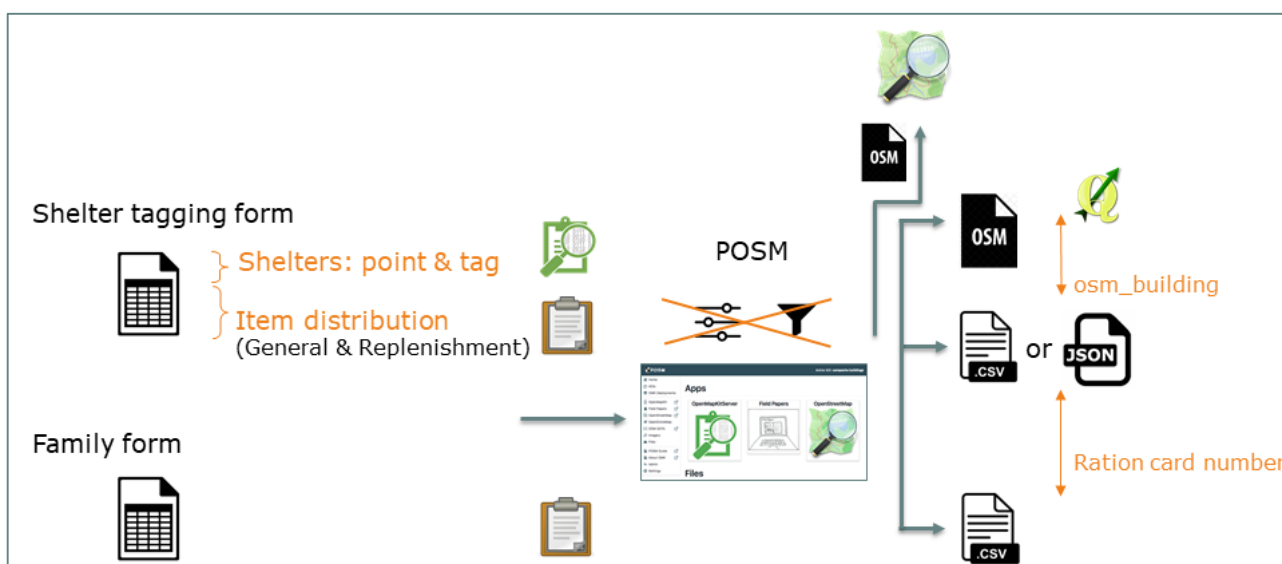 Shelter tagging form
Shelters: point & tag
Item distribution
(General & Replenishment)
Family form
POSM
POSM
Apps
OpenMapKitServer
Field Papers
OpenStreetMap
Files
OSM
OSM
osm_building
.CSV
or
JSON
Ration card number
.CSV